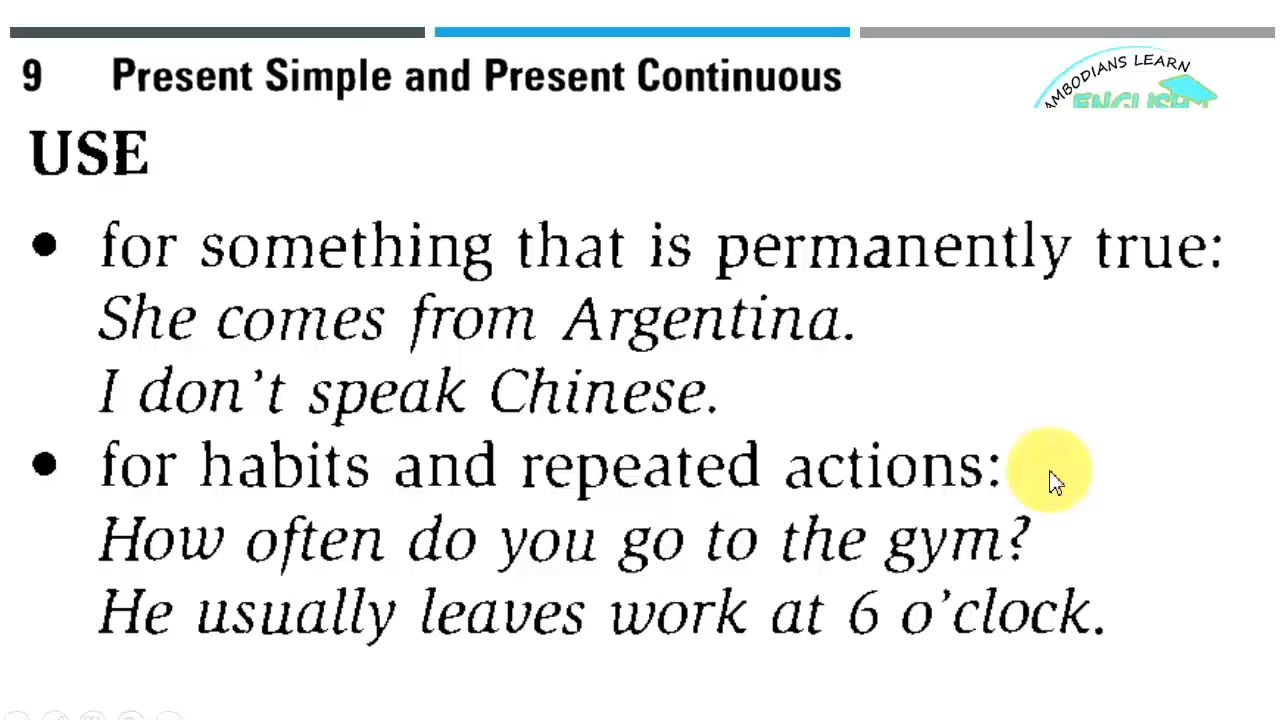 9 Present Simple and Present Continuous
AMBODIANS LEARN
ENGLISH
USE
• for something that is permanently true:
She comes from Argentina.
I don't speak Chinese.
• for habits and repeated actions:
How often do you go to the gym?
He usually leaves work at 6 o'clock.